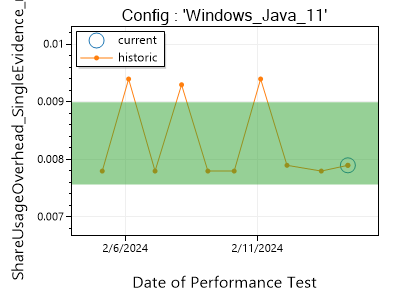 Config : 'Windows_Java_11'
ShareUsageOverhead_SingleEvidence_
0.01
0.009
0.008
0.007
current
historic
2/6/2024
2/11/2024
Date of Performance Test